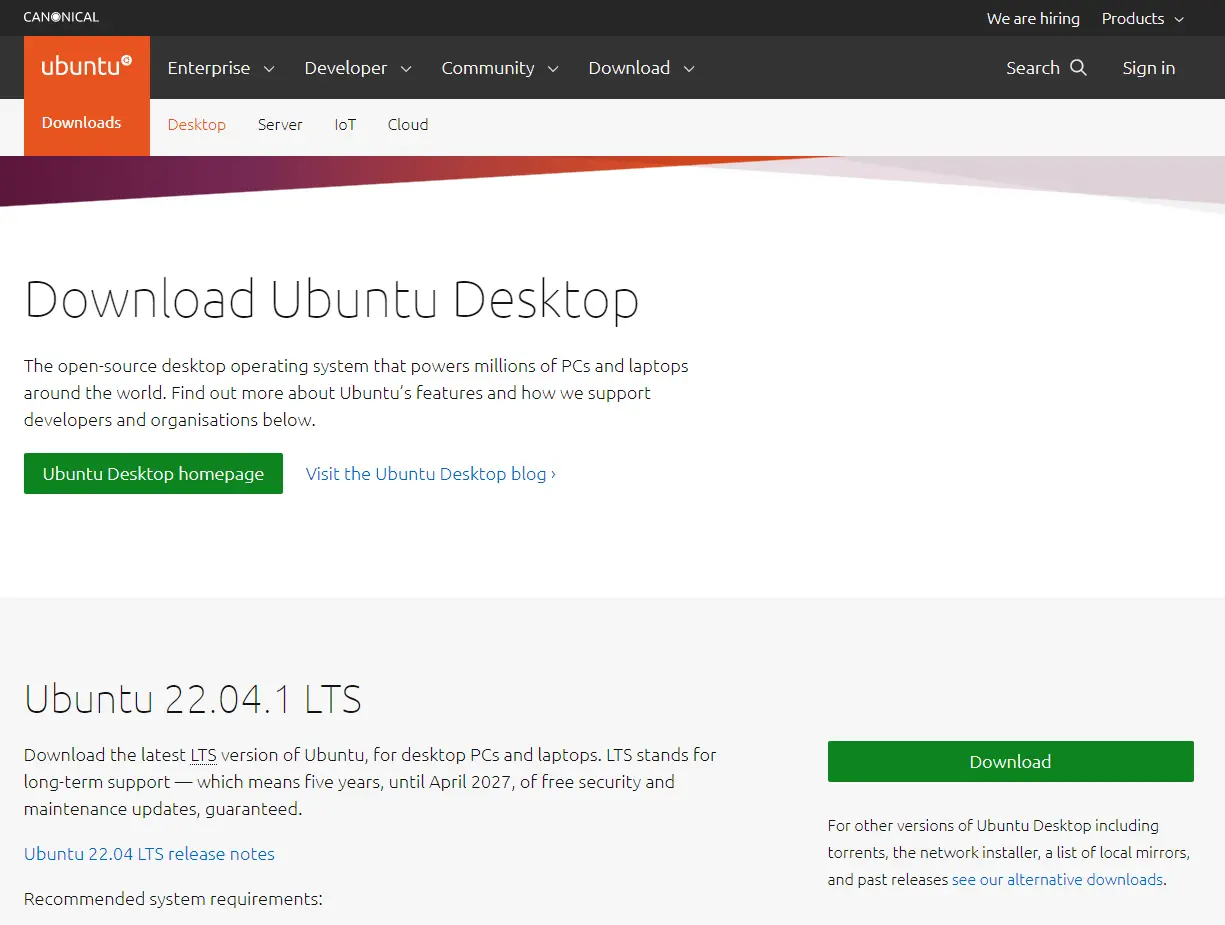 CANONICAL
We are hiring
Products
ubuntu
Enterprise
Developer
Community
Download
Search
Sign in
Downloads
Desktop
Server
IoT
Cloud
Download Ubuntu Desktop
The open-source desktop operating system that powers millions of PCs and laptops
around the world. Find out more about Ubuntu’s features and how we support
developers and organisations below.
Ubuntu Desktop homepage
Visit the Ubuntu Desktop blog ›
Ubuntu 22.04.1 LTS
Download the latest LTS version of Ubuntu, for desktop PCs and laptops. LTS stands for
long-term support — which means five years, until April 2027, of free security and
maintenance updates, guaranteed.
Ubuntu 22.04 LTS release notes
Recommended system requirements:
Download
For other versions of Ubuntu Desktop including
torrents, the network installer, a list of local mirrors,
and past releases see our alternative downloads.